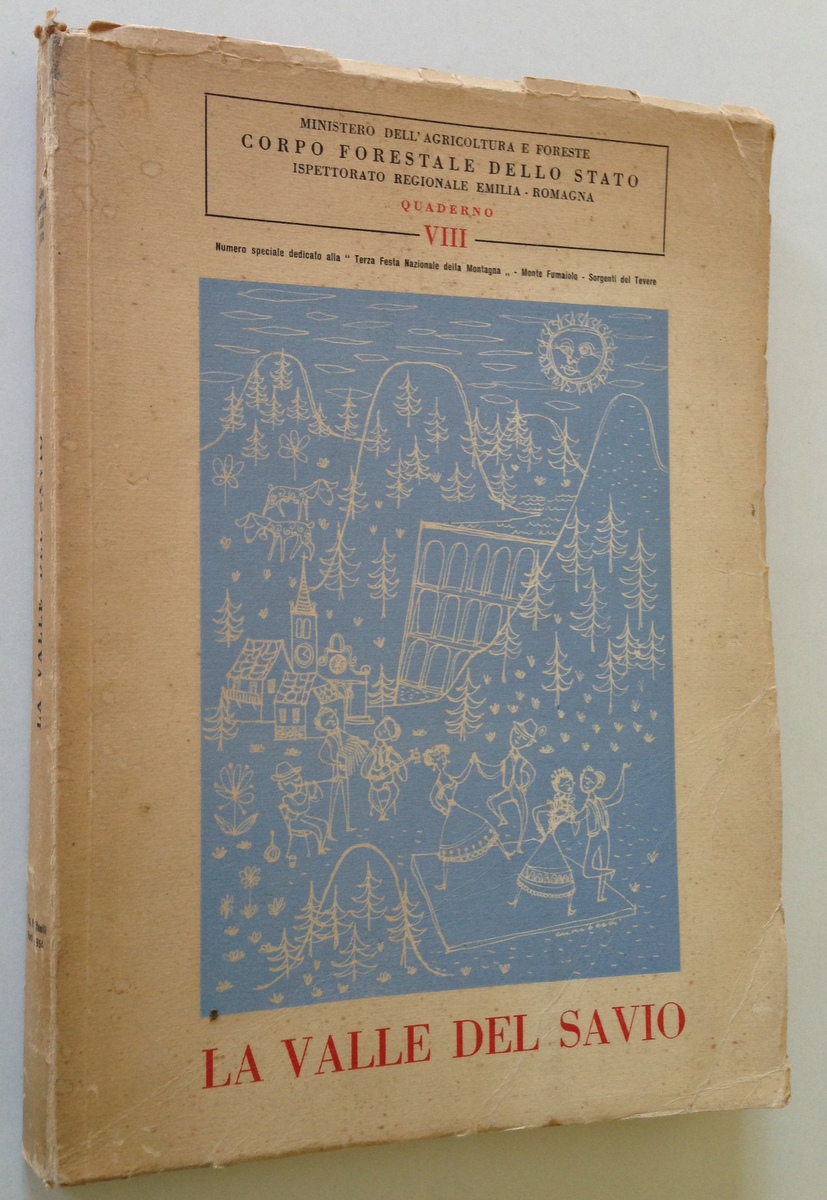 MINISTERO DELL'AGRICOLTURA E FORESTE
CORPO FORESTALE DELLO STATO
ISPETTORATO REGIONALE EMILIA - ROMAGNA
QUADERNO
VIII
Numero speciale dedicato alla " Terza Festa Nazionale della Montagna „ - Monte Fumaiolo - Sorgenti del Tevere
LA VALLE DEL SAVIO
LA VALLE DEL SAVIO